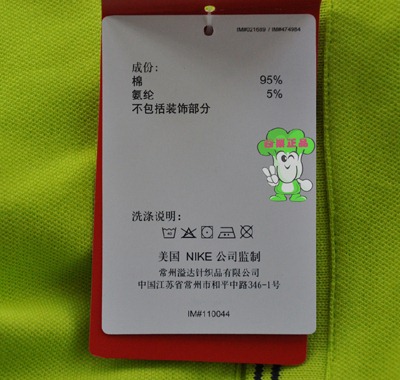 IM#021889 / IM#474984
成份:
棉 95%
氨纶 5%
不包括装饰部分
洗涤说明:
美国 NIKE 公司监制
常州溢达针织品有限公司
中国江苏省常州市和平中路346-1号
IM#110044